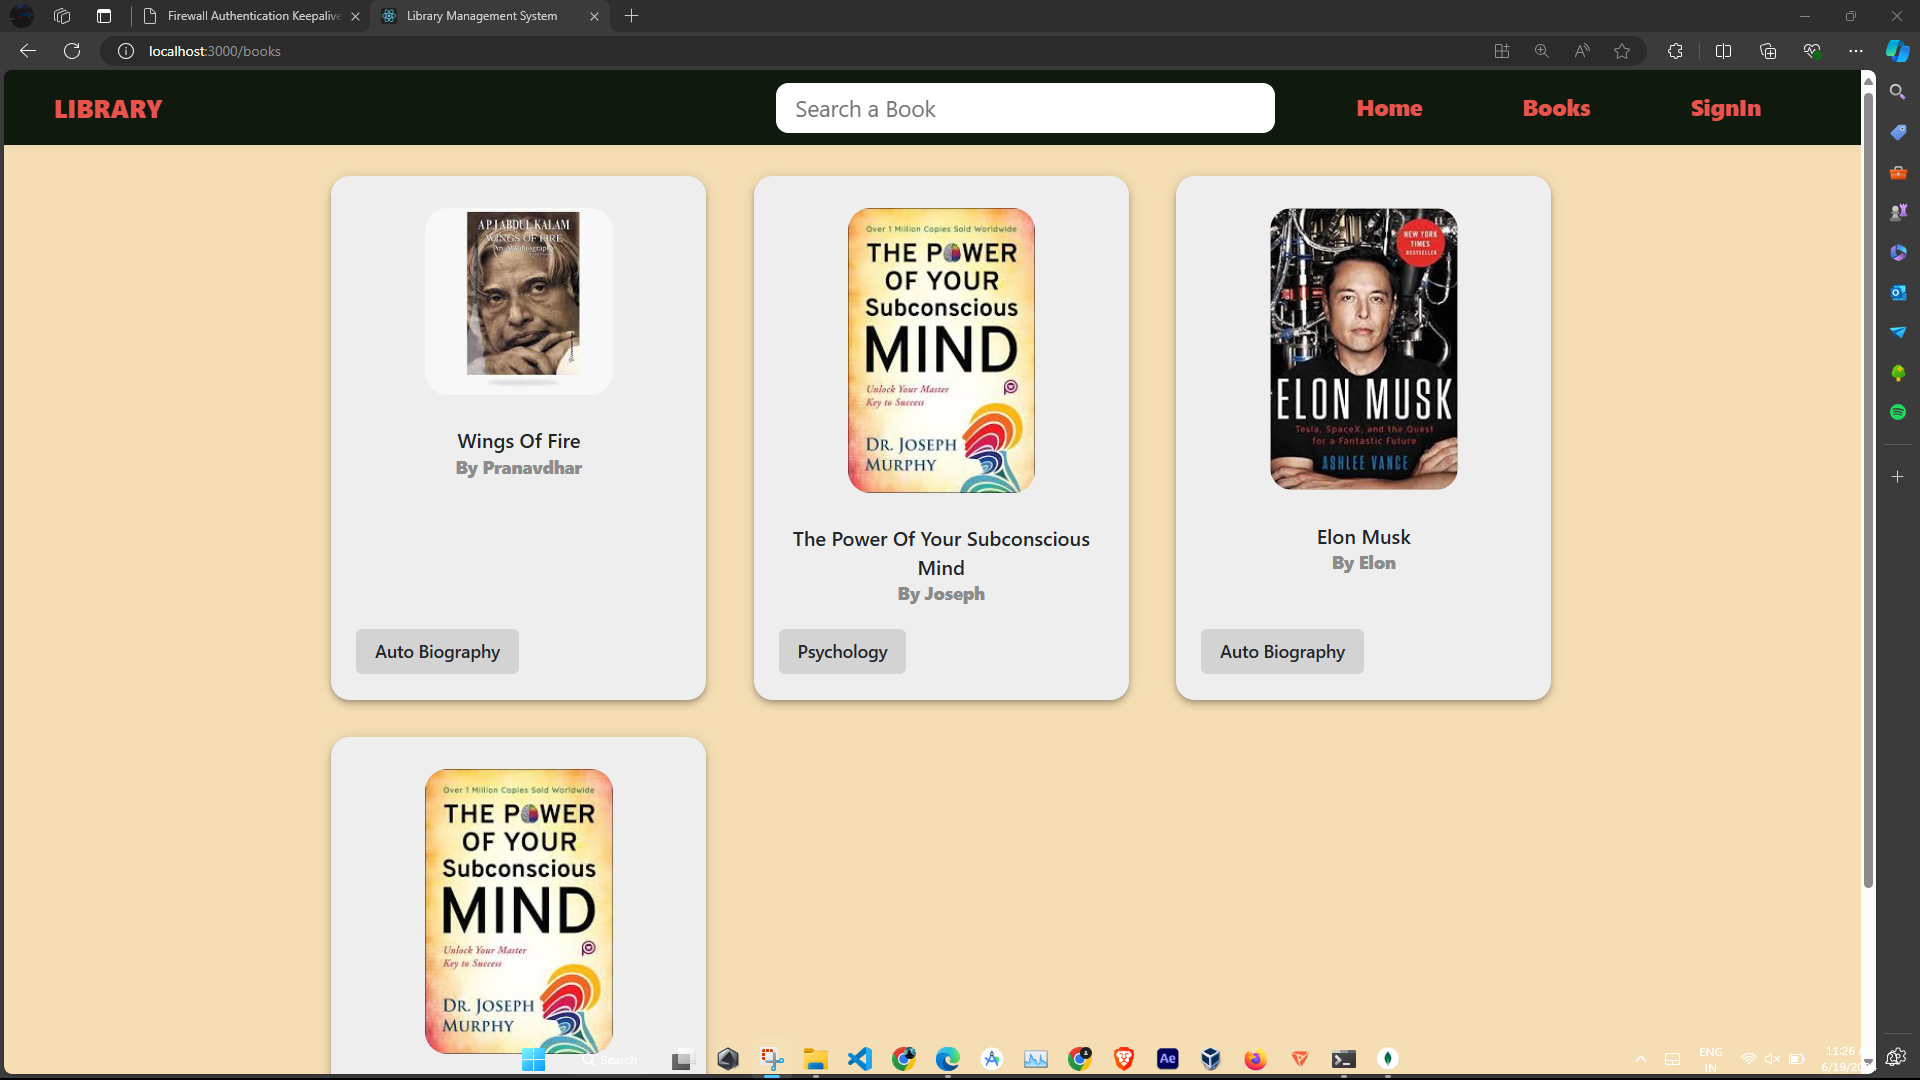 Firewall Authentication Keepalive
Library Management System
localhost:3000/books
LIBRARY
Search a Book
Home
Books
SignIn
A P J ABDUL KALAM
WINGS OF FIRE
An Autobiography
Wings Of Fire
By Pranavdhar
Auto Biography
Over 1 Million Copies Sold Worldwide
THE POWER
OF YOUR
Subconscious
MIND
Unlock Your Master
Key to Success
DR. JOSEPH
MURPHY
The Power Of Your Subconscious
Mind
By Joseph
Psychology
NEW YORK
TIMES
BESTSELLER
ELON MUSK
Tesla, SpaceX, and the Quest
for a Fantastic Future
ASHLEE VANCE
Elon Musk
By Elon
Auto Biography
Over 1 Million Copies Sold Worldwide
THE POWER
OF YOUR
Subconscious
MIND
Unlock Your Master
Key to Success
DR. JOSEPH
MURPHY
Search
Ae
ENG
IN
11:26